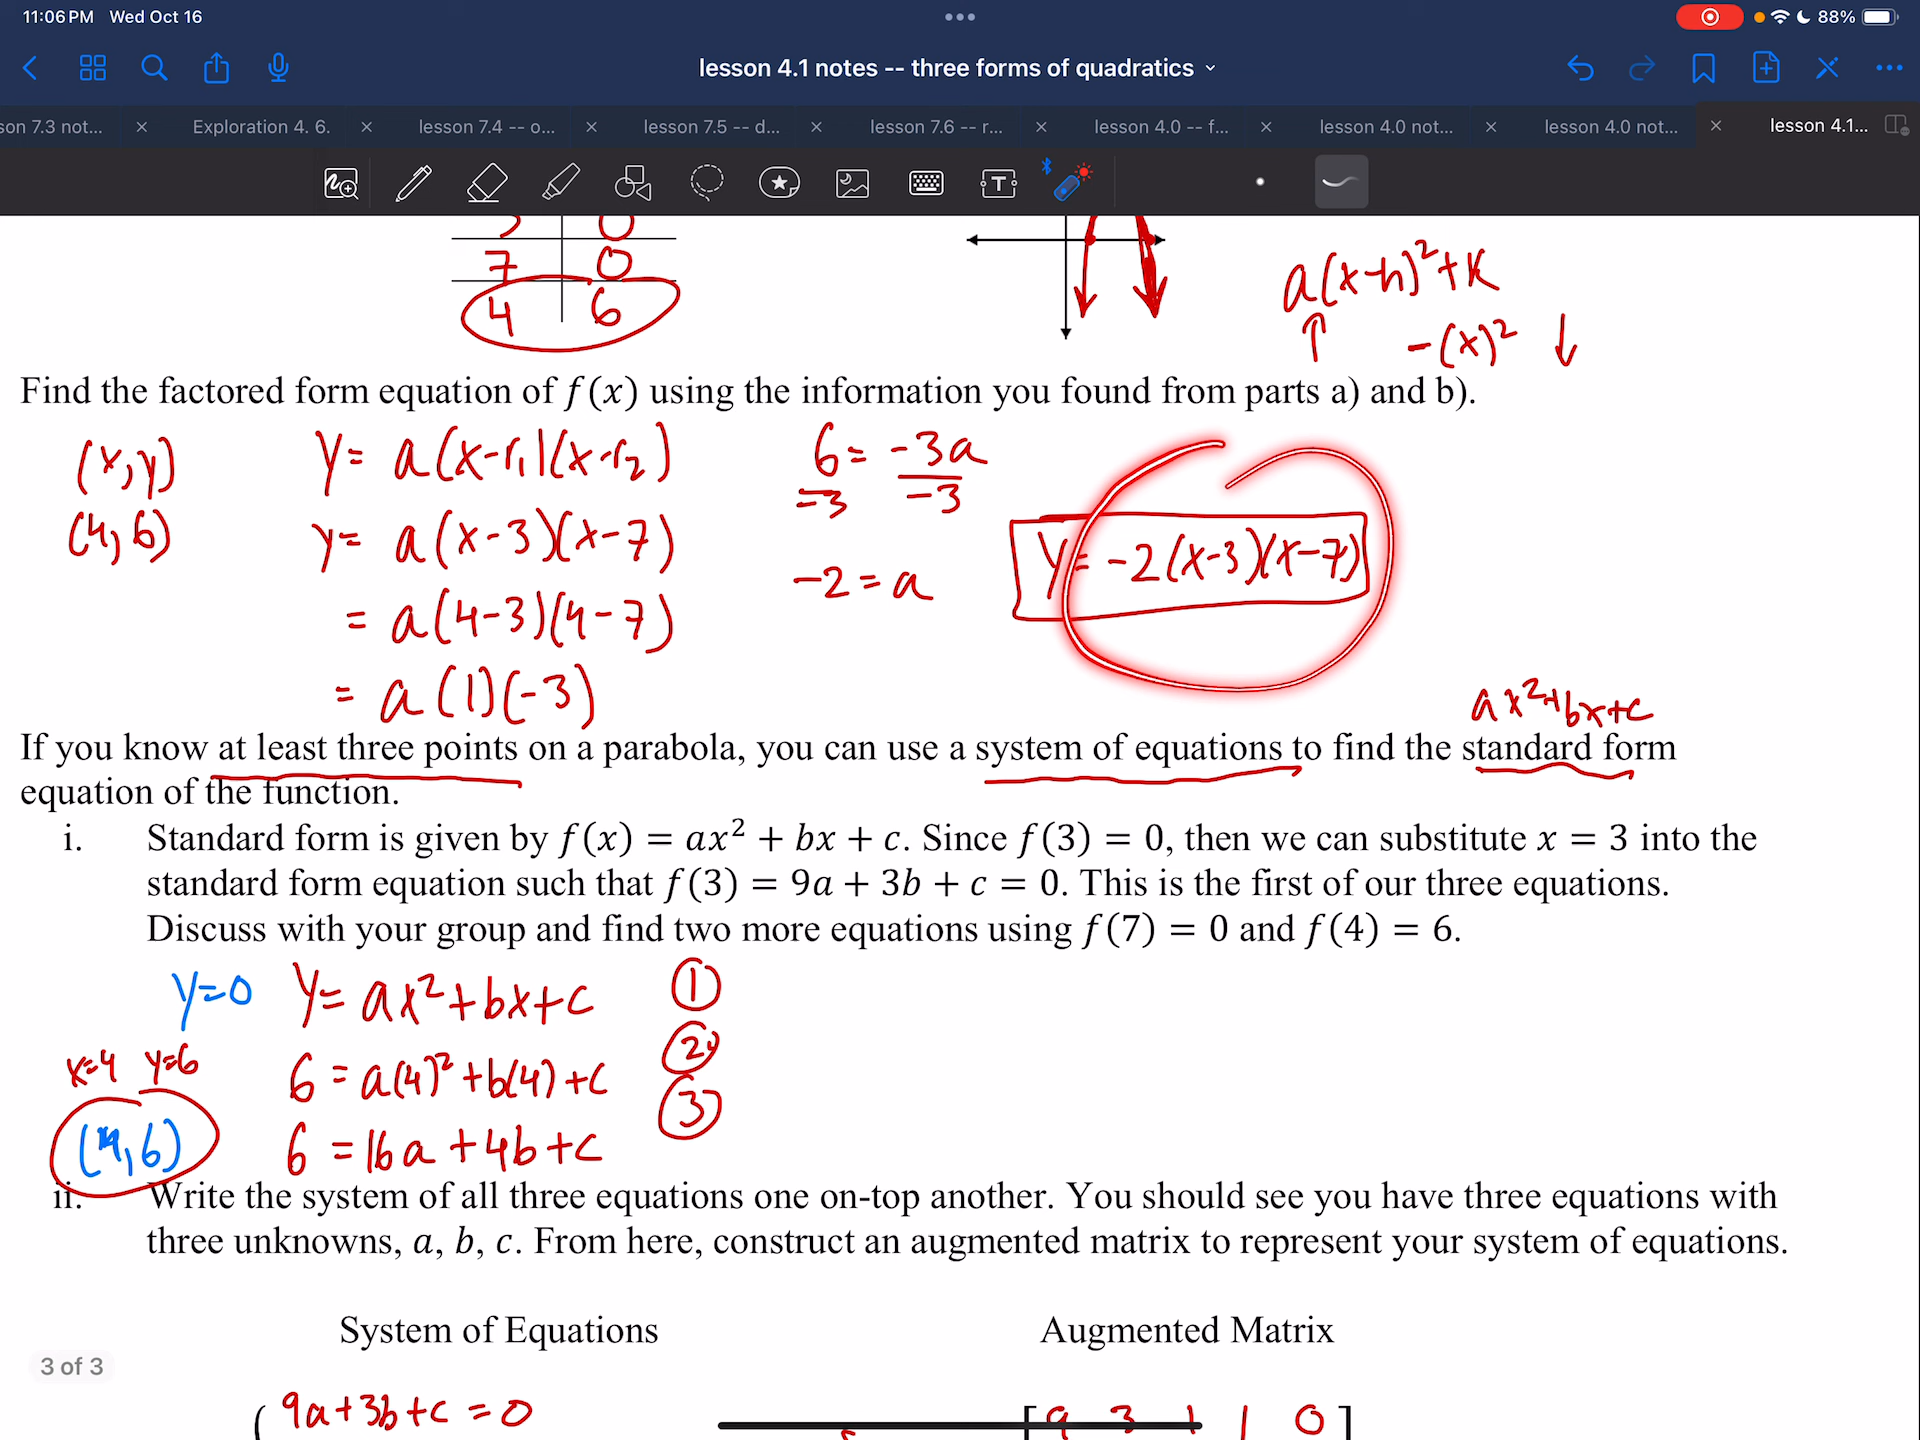 11:06 PM Wed Oct 16
88%
lesson 4.1 notes -- three forms of quadratics
son 7.3 not... × Exploration 4. 6. × lesson 7.4 -- o... × lesson 7.5 -- d... × lesson 7.6 -- r... × lesson 4.0 -- f... × lesson 4.0 not... × lesson 4.0 not... × lesson 4.1...
7 0
4 6
a(x-h)²+k
-(x)² ↓
Find the factored form equation of f(x) using the information you found from parts a) and b).
(x,y) y= a(x-r₁)(x-r₂) 6= -3a
-3 -3
(4,6) y= a(x-3)(x-7)
y= -2(x-3)(x-7)
-2=a
= a(4-3)(4-7)
= a(1)(-3)
ax²+bx+c
If you know at least three points on a parabola, you can use a system of equations to find the standard form
equation of the function.
i. Standard form is given by f(x) = ax² + bx + c. Since f(3) = 0, then we can substitute x = 3 into the
standard form equation such that f(3) = 9a + 3b + c = 0. This is the first of our three equations.
Discuss with your group and find two more equations using f(7) = 0 and f(4) = 6.
y=0 y= ax²+bx+c ①
x=4 y=6 6 = a(4)²+b(4)+c ②
(4,6) 6 = 16a+4b+c ③
ii. Write the system of all three equations one on-top another. You should see you have three equations with
three unknowns, a, b, c. From here, construct an augmented matrix to represent your system of equations.
System of Equations Augmented Matrix
3 of 3
9a+3b+c=0 [9 3 1 | 0]